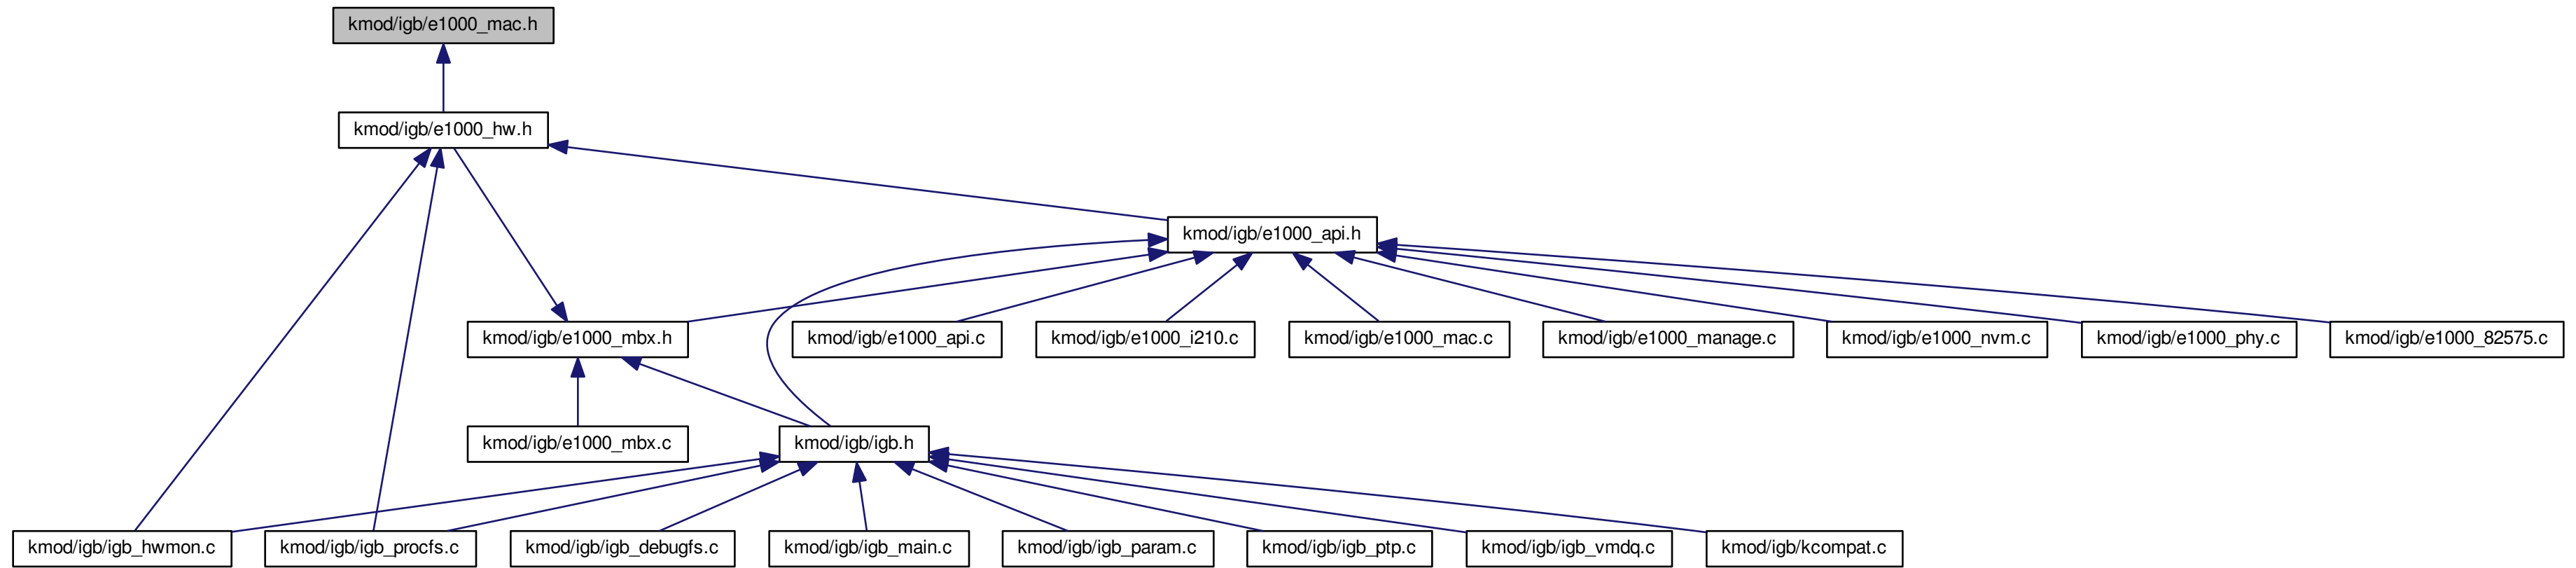 kmod/igb/e1000_mac.h
kmod/igb/e1000_hw.h
kmod/igb/e1000_api.h
kmod/igb/e1000_mbx.h
kmod/igb/e1000_api.c
kmod/igb/e1000_i210.c
kmod/igb/e1000_mac.c
kmod/igb/e1000_manage.c
kmod/igb/e1000_nvm.c
kmod/igb/e1000_phy.c
kmod/igb/e1000_82575.c
kmod/igb/e1000_mbx.c
kmod/igb/igb.h
kmod/igb/igb_hwmon.c
kmod/igb/igb_procfs.c
kmod/igb/igb_debugfs.c
kmod/igb/igb_main.c
kmod/igb/igb_param.c
kmod/igb/igb_ptp.c
kmod/igb/igb_vmdq.c
kmod/igb/kcompat.c